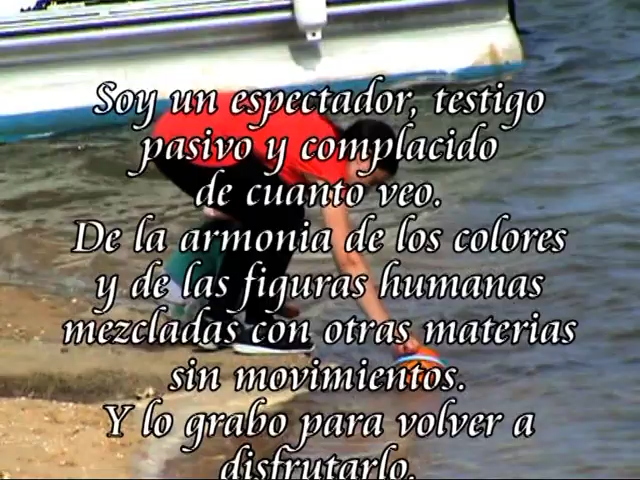 Soy un espectador, testigo
pasivo y complacido
de cuanto veo.
De la armonia de los colores
y de las figuras humanas
mezcladas con otras materias
sin movimientos.
Y lo grabo para volver a
disfrutarlo.